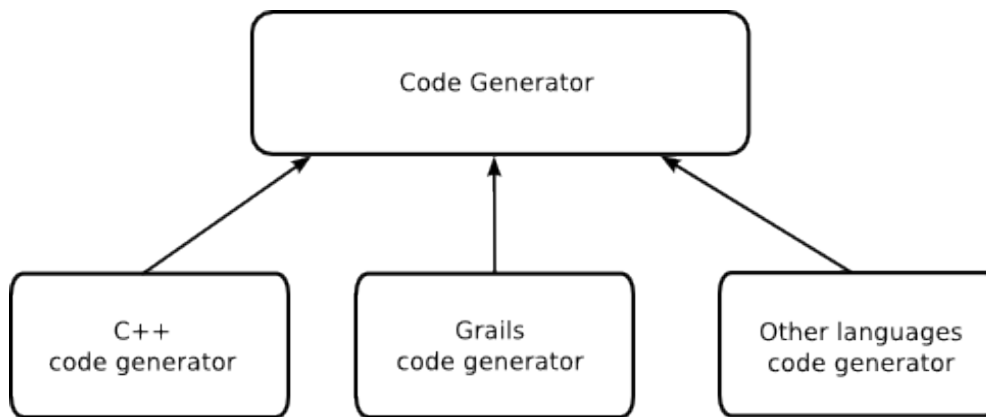 Code Generator
C++
code generator
Grails
code generator
Other languages
code generator